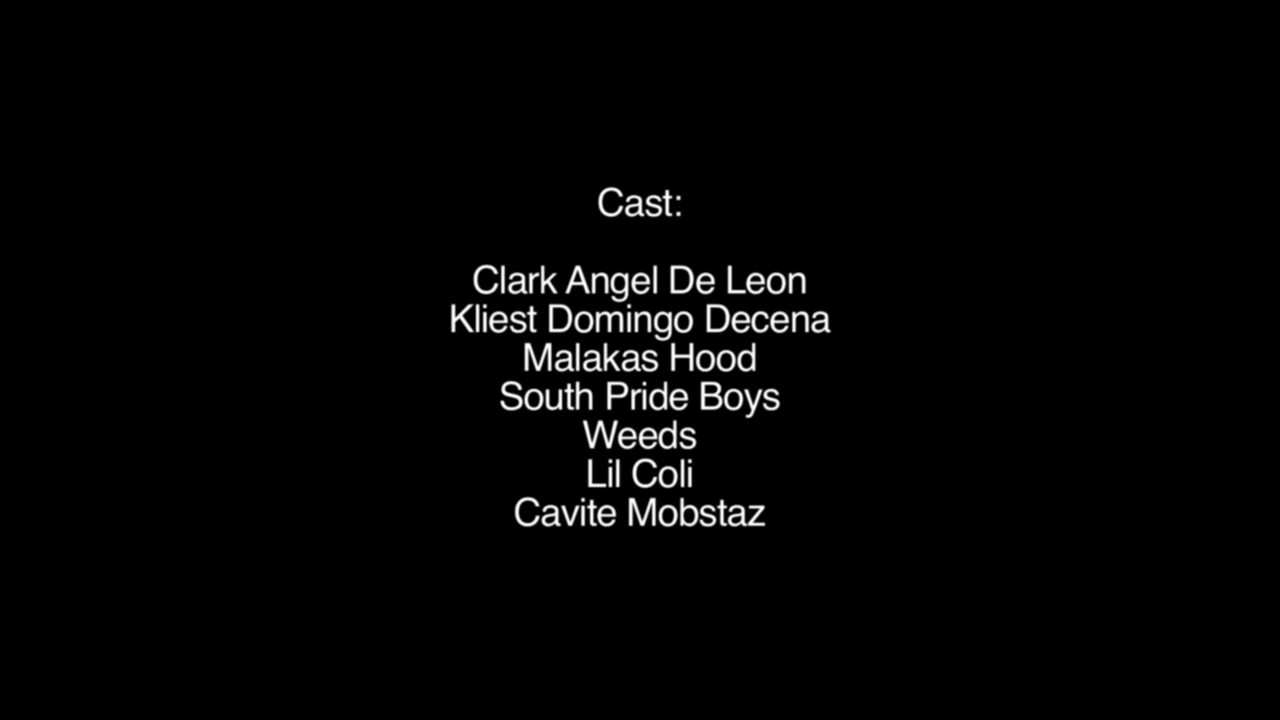 Cast:
Clark Angel De Leon
Kliest Domingo Decena
Malakas Hood
South Pride Boys
Weeds
Lil Coli
Cavite Mobstaz